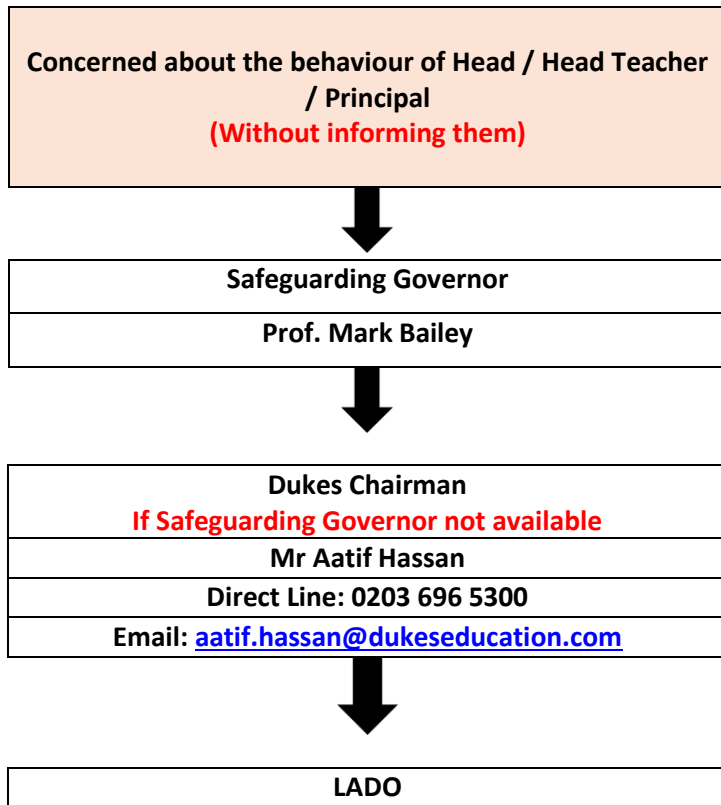 Concerned about the behaviour of Head / Head Teacher
/ Principal
(Without informing them)
Safeguarding Governor
Prof. Mark Bailey
Dukes Chairman
If Safeguarding Governor not available
Mr Aatif Hassan
Direct Line: 0203 696 5300
Email: aatif.hassan@dukeseducation.com
LADO